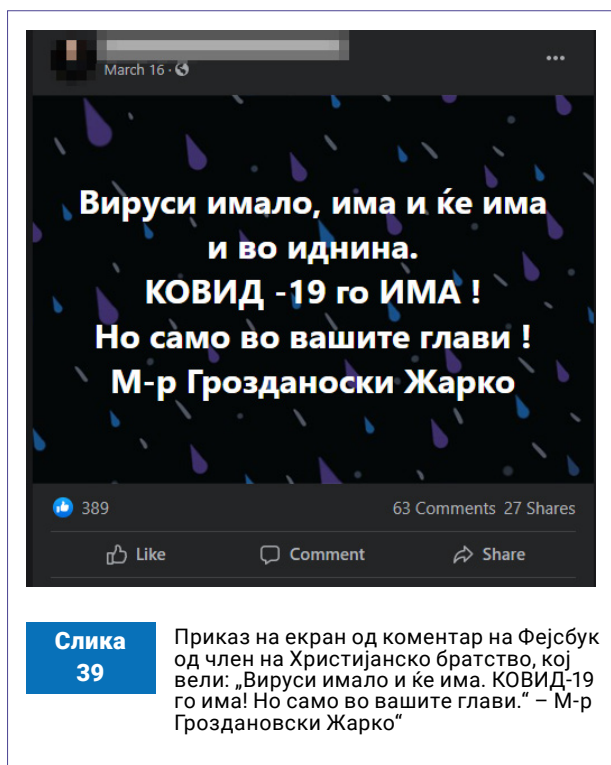 March 16 ·
Вируси имало, има и ќе има
и во иднина.
КОВИД -19 го ИМА !
Но само во вашите глави !
М-р Грозданоски Жарко
389
63 Comments 27 Shares
Like
Comment
Share
Слика
39
Приказ на екран од коментар на Фејсбук
од член на Христијанско братство, кој
вели: „Вируси имало и ќе има. КОВИД-19
го има! Но само во вашите глави.“ – М-р
Гроздановски Жарко“